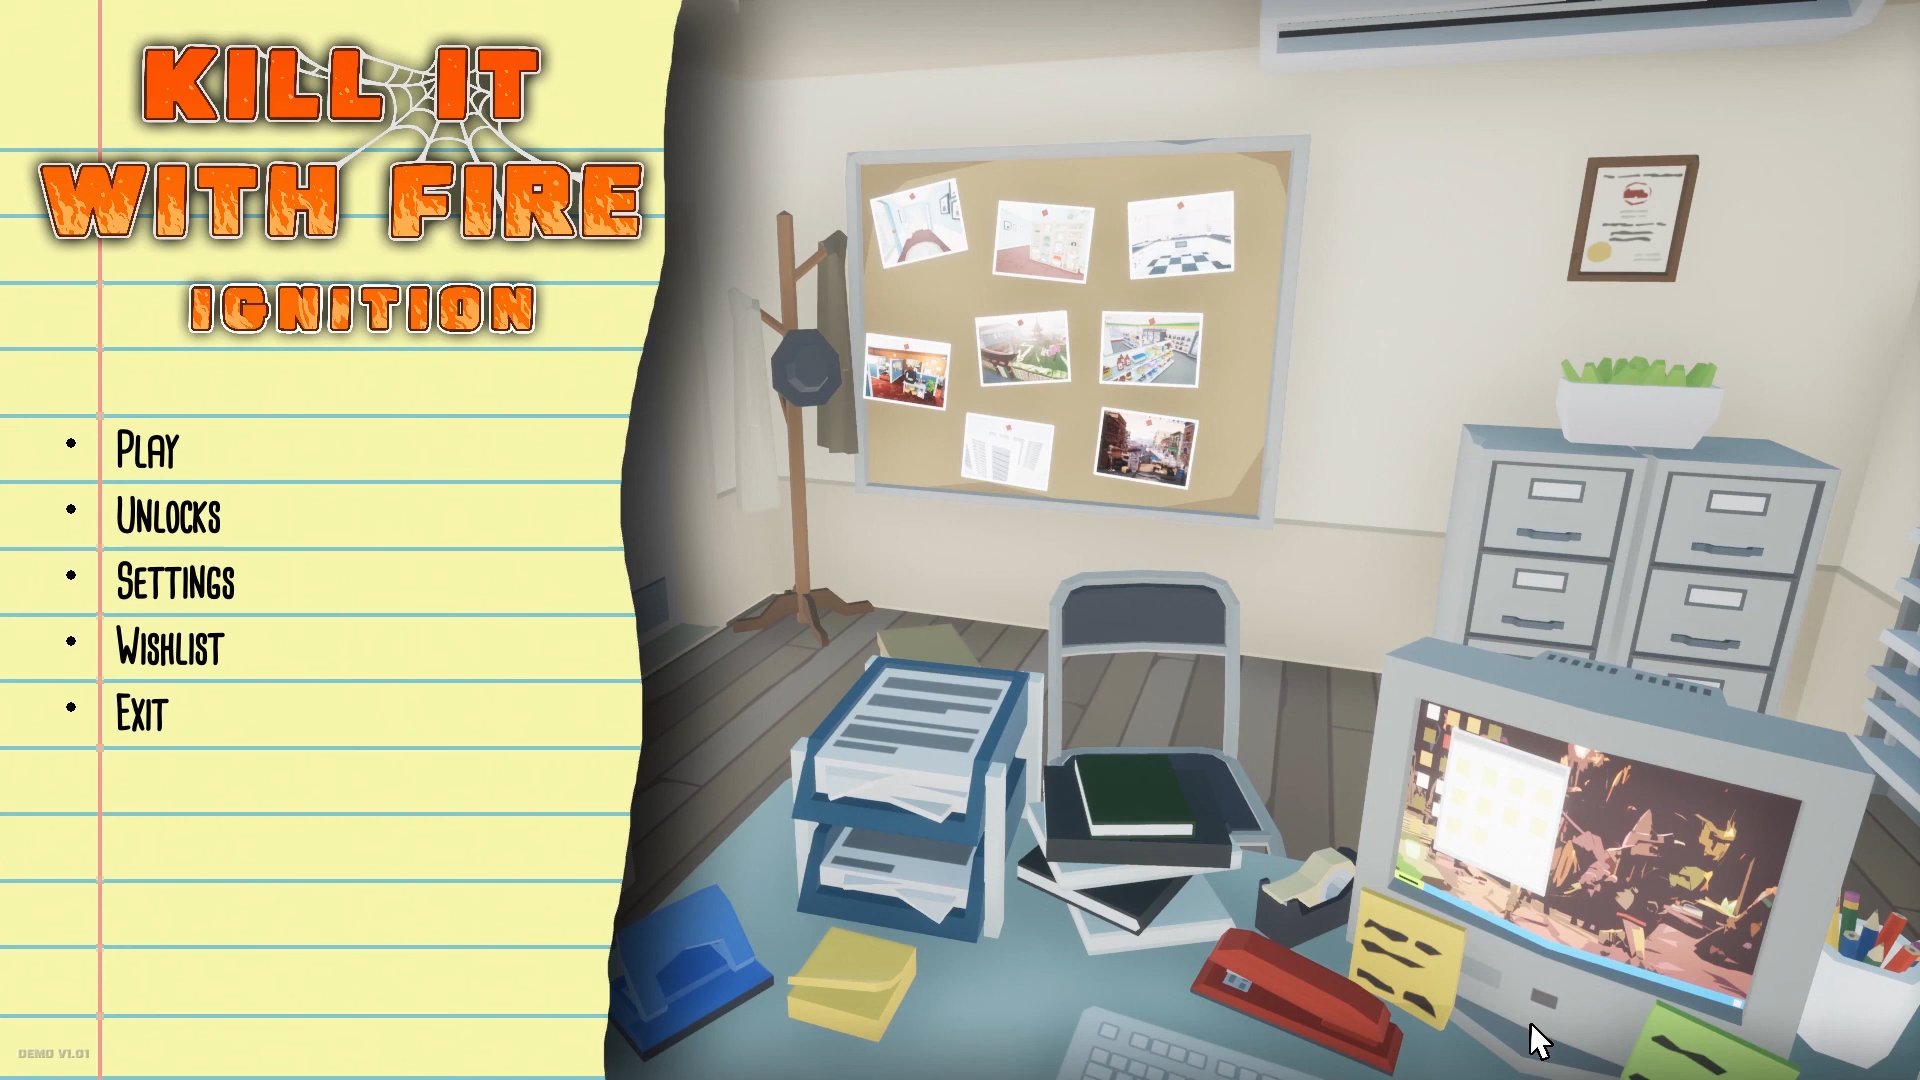 KILL IT
WITH FIRE
IGNITION
PLAY
UNLOCKS
SETTINGS
WISHLIST
EXIT
DEMO V1.01